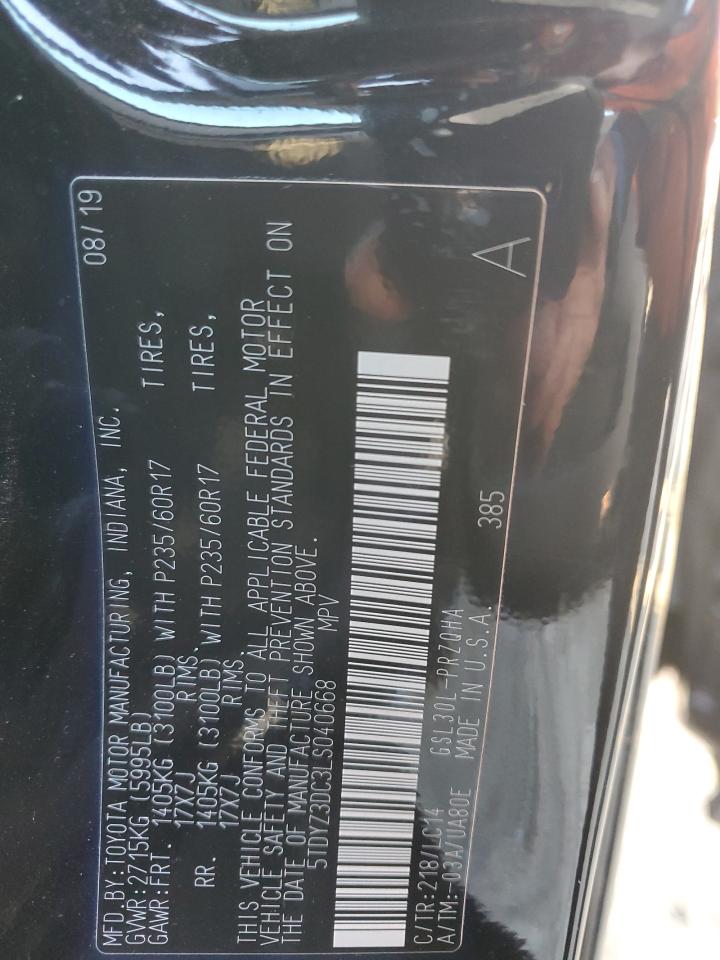 MFD. BY: TOYOTA MOTOR MANUFACTURING, INDIANA, INC. 08/19
GVWR: 2715KG (5995LB)
GAWR: FRT. 1405KG (3100LB) WITH P235/60R17 TIRES,
17X7J RIMS.
RR. 1405KG (3100LB) WITH P235/60R17 TIRES,
17X7J RIMS.
THIS VEHICLE CONFORMS TO ALL APPLICABLE FEDERAL MOTOR
VEHICLE SAFETY AND THEFT PREVENTION STANDARDS IN EFFECT ON
THE DATE OF MANUFACTURE SHOWN ABOVE.
5TDYZ3DC3LS040668 MPV
C/TR: 218/LC14 GSL30L-PRZQHA
A/TM: -03A/UA80E MADE IN U.S.A. 385
A